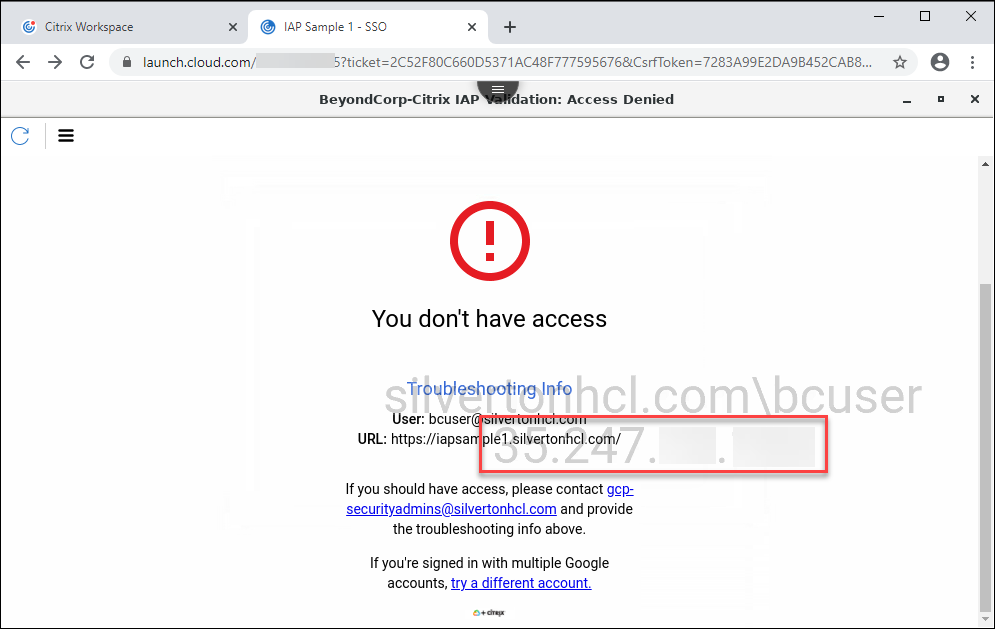 Citrix Workspace
IAP Sample 1 - SSO
launch.cloud.com/
5?ticket=2C52F80C660D5371AC48F777595676&CsrfToken=7283A99E2DA9B452CAB8...
BeyondCorp-Citrix IAP Validation: Access Denied
You don't have access
Troubleshooting Info
silvertonhcl.com\bcuser
User: bcuser@silvertonhcl.com
URL: https://iapsample1.silvertonhcl.com/
35.247. .
If you should have access, please contact gcp-
securityadmins@silvertonhcl.com and provide
the troubleshooting info above.
If you're signed in with multiple Google
accounts, try a different account.
+ citrix